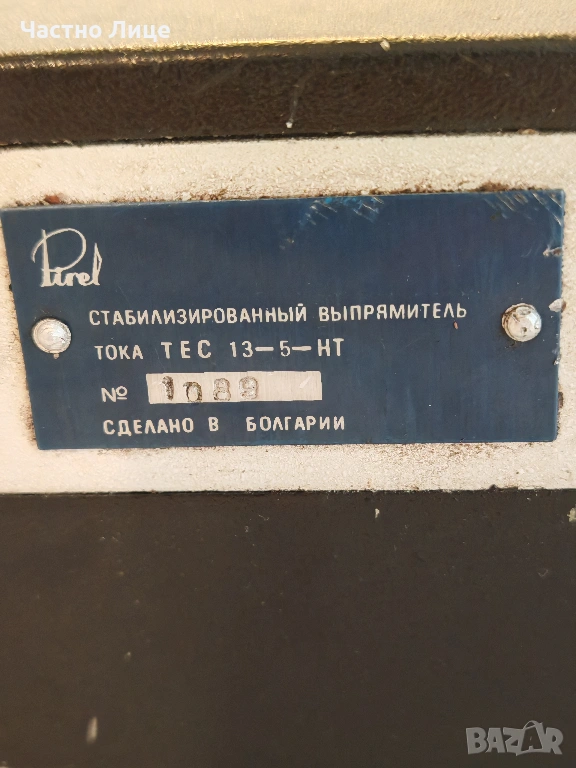 Частно Лице
Pirel
СТАБИЛИЗИРОВАННЫЙ ВЫПРЯМИТЕЛЬ
ТОКА ТЕС 13-5-НТ
№ 1089
СДЕЛАНО В БОЛГАРИИ
BAZAR